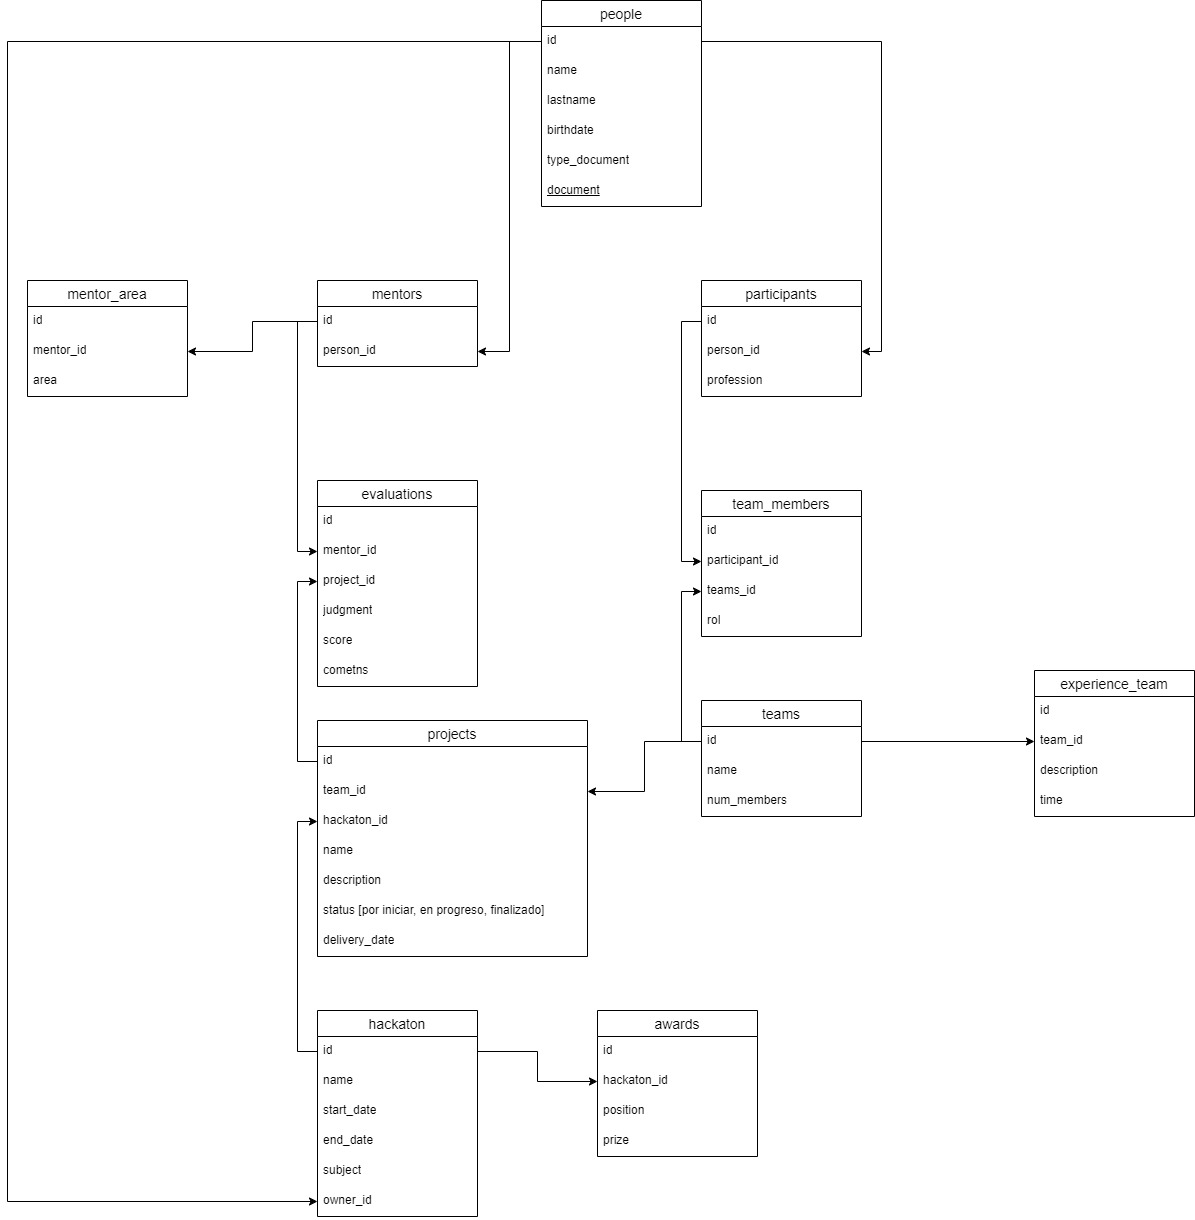 people
id
name
lastname
birthdate
type_document
document
mentor_area
id
mentor_id
area
mentors
id
person_id
participants
id
person_id
profession
evaluations
id
mentor_id
project_id
judgment
score
cometns
team_members
id
participant_id
teams_id
rol
experience_team
id
team_id
description
time
teams
id
name
num_members
projects
id
team_id
hackaton_id
name
description
status [por iniciar, en progreso, finalizado]
delivery_date
hackaton
id
name
start_date
end_date
subject
owner_id
awards
id
hackaton_id
position
prize